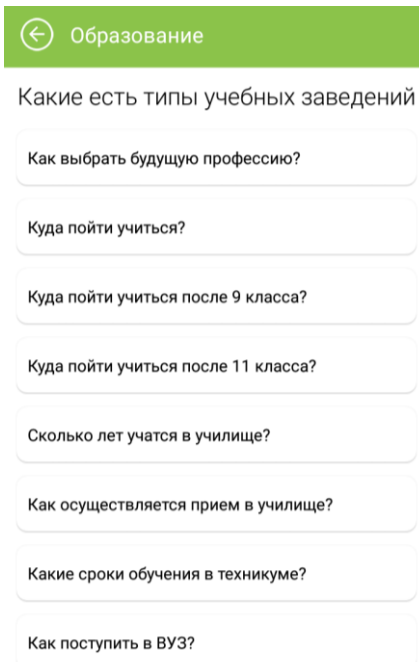 Образование
Какие есть типы учебных заведений
Как выбрать будущую профессию?
Куда пойти учиться?
Куда пойти учиться после 9 класса?
Куда пойти учиться после 11 класса?
Сколько лет учатся в училище?
Как осуществляется прием в училище?
Какие сроки обучения в техникуме?
Как поступить в ВУЗ?